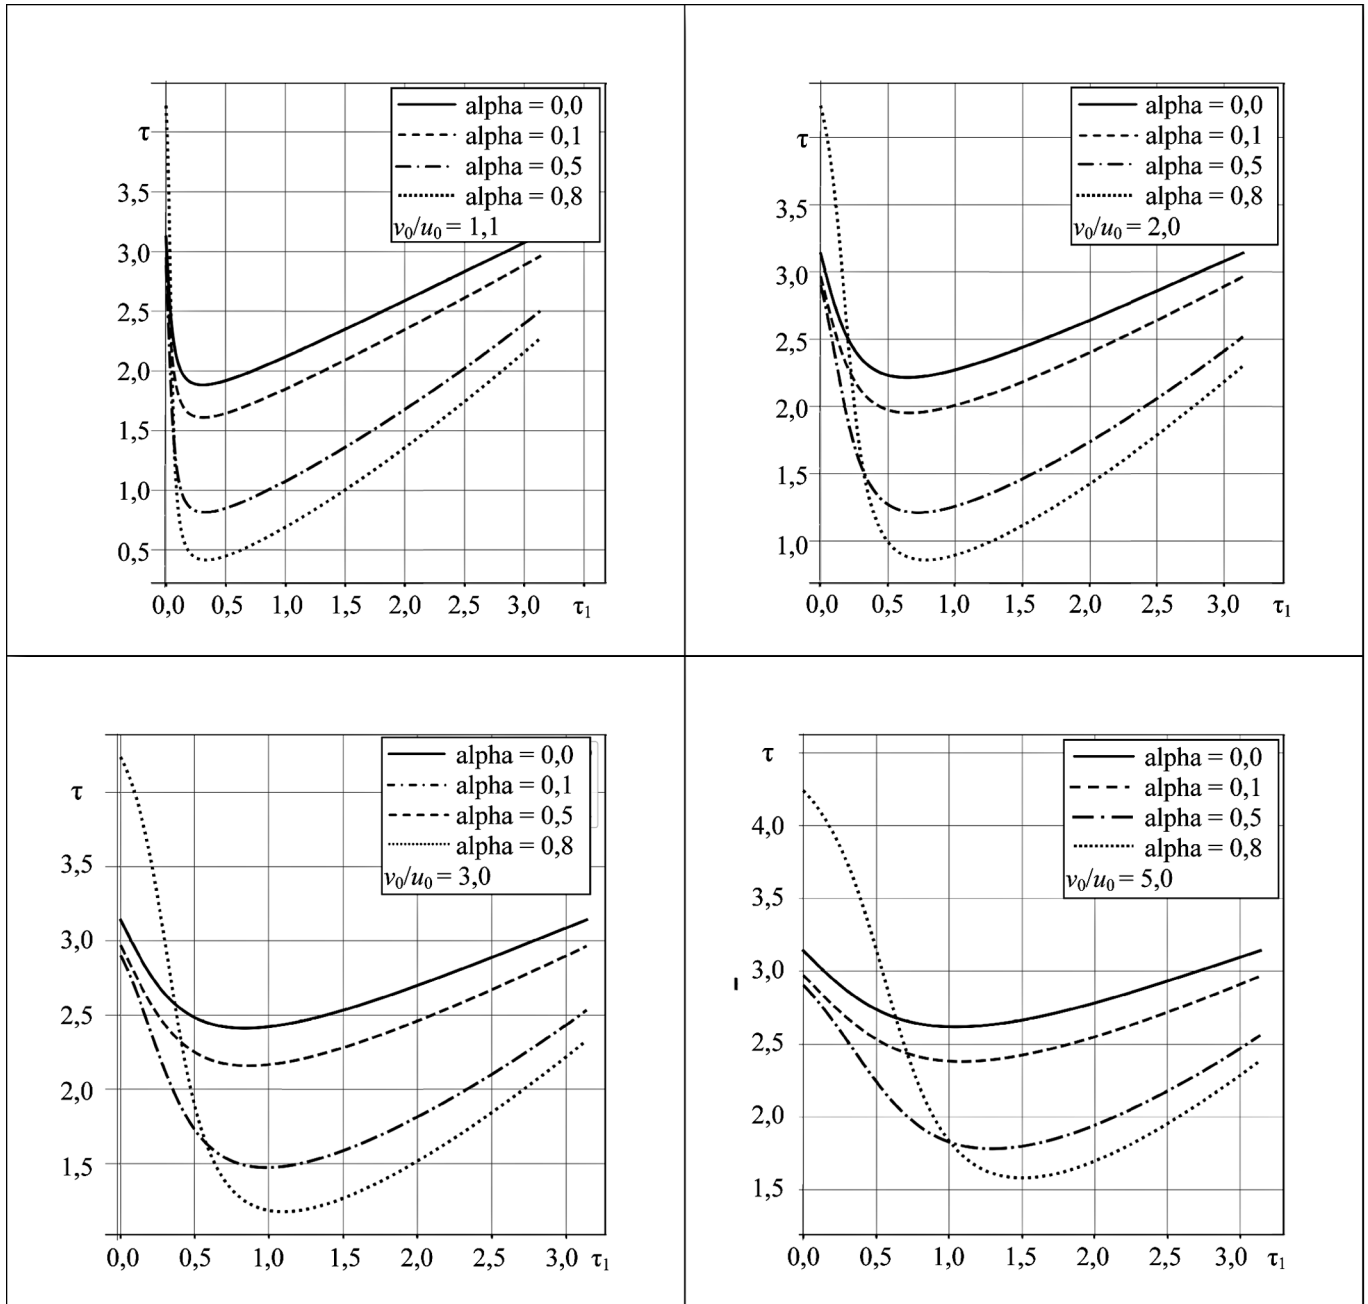 τ
3,5
3,0
2,5
2,0
1,5
1,0
0,5
0,0 0,5 1,0 1,5 2,0 2,5 3,0 τ₁
alpha = 0,0
alpha = 0,1
alpha = 0,5
alpha = 0,8
v₀/u₀ = 1,1
τ
3,5
3,0
2,5
2,0
1,5
1,0
0,0 0,5 1,0 1,5 2,0 2,5 3,0 τ₁
alpha = 0,0
alpha = 0,1
alpha = 0,5
alpha = 0,8
v₀/u₀ = 2,0
τ
3,5
3,0
2,5
2,0
1,5
0,0 0,5 1,0 1,5 2,0 2,5 3,0 τ₁
alpha = 0,0
alpha = 0,1
alpha = 0,5
alpha = 0,8
v₀/u₀ = 3,0
τ
4,0
3,5
3,0
2,5
2,0
1,5
0,0 0,5 1,0 1,5 2,0 2,5 3,0 τ₁
alpha = 0,0
alpha = 0,1
alpha = 0,5
alpha = 0,8
v₀/u₀ = 5,0